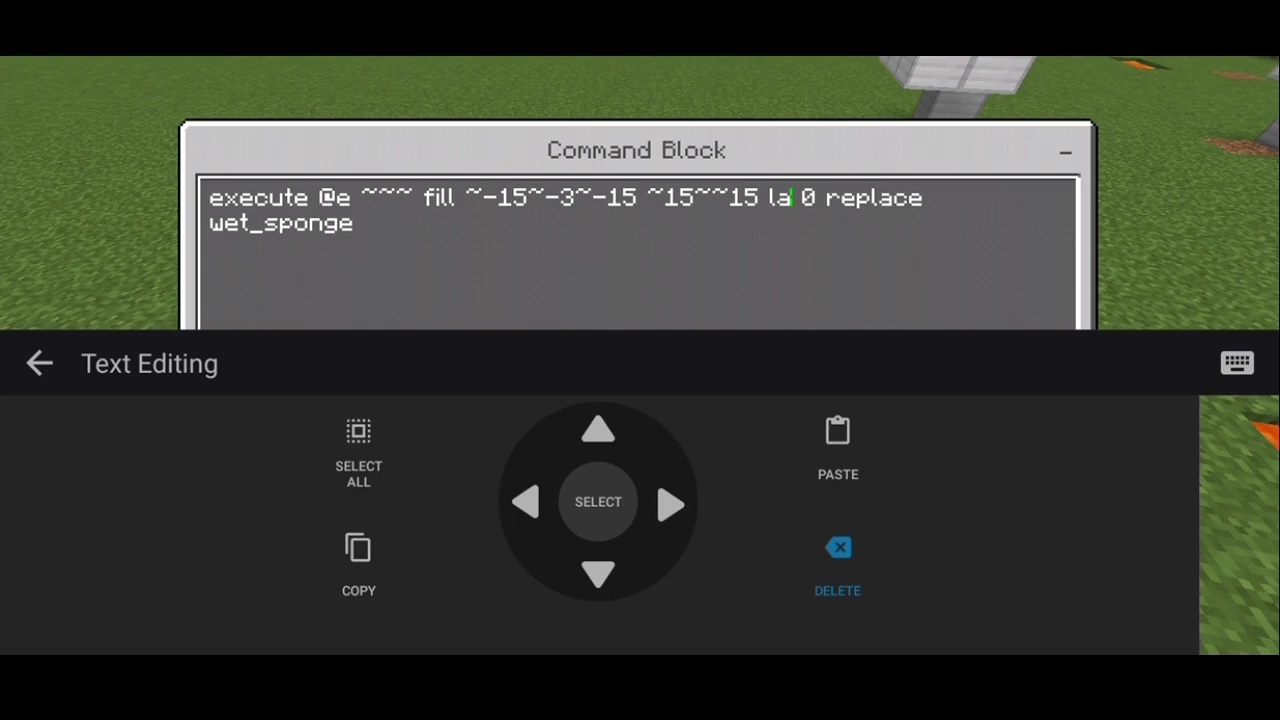 Command Block
execute @e ~~~ fill ~-15~-3~-15 ~15~~15 la 0 replace
wet_sponge
Text Editing
SELECT
ALL
SELECT
PASTE
COPY
DELETE